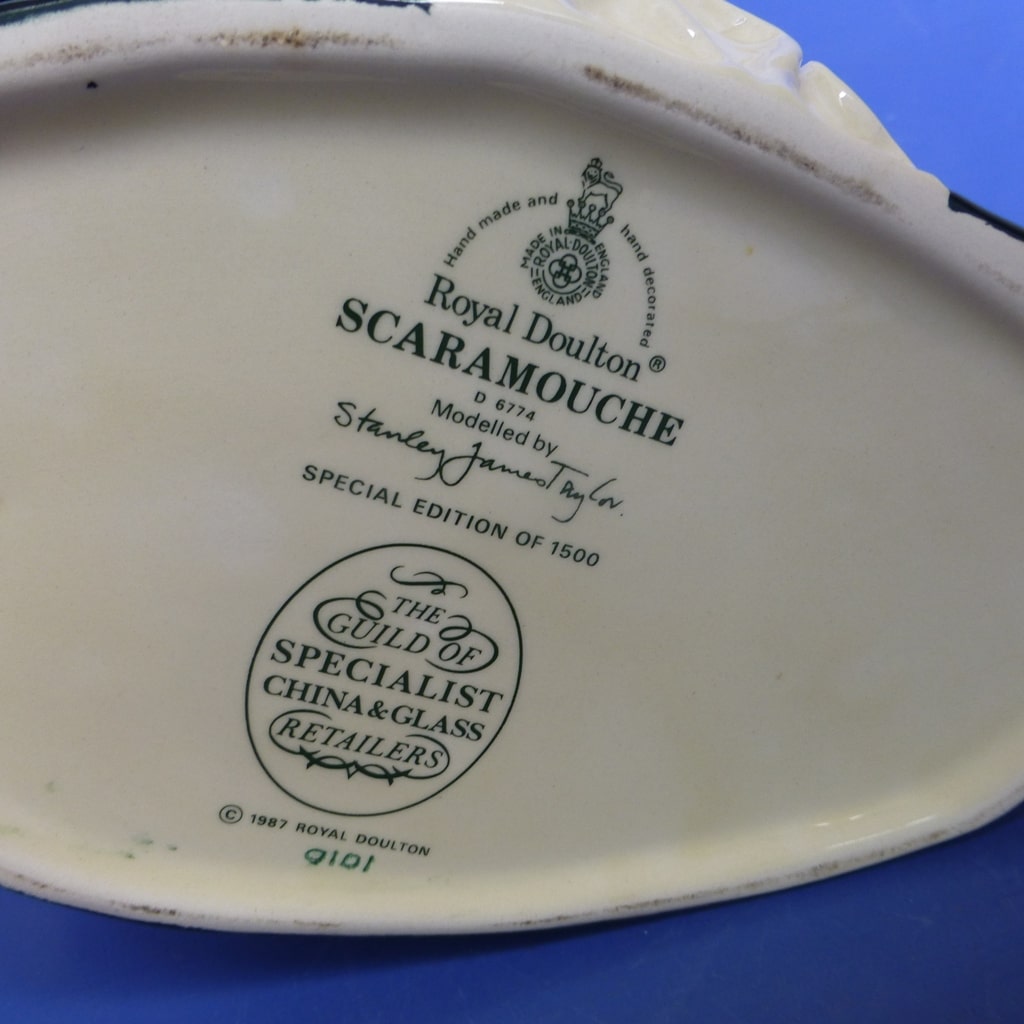 Hand made and hand decorated
MADE IN ENGLAND
ROYAL·DOULTON
ENGLAND
Royal Doulton ®
SCARAMOUCHE
D 6774
Modelled by
Stanley James Taylor.
SPECIAL EDITION OF 1500
THE
GUILD OF
SPECIALIST
CHINA & GLASS
RETAILERS
© 1987 ROYAL DOULTON
0101